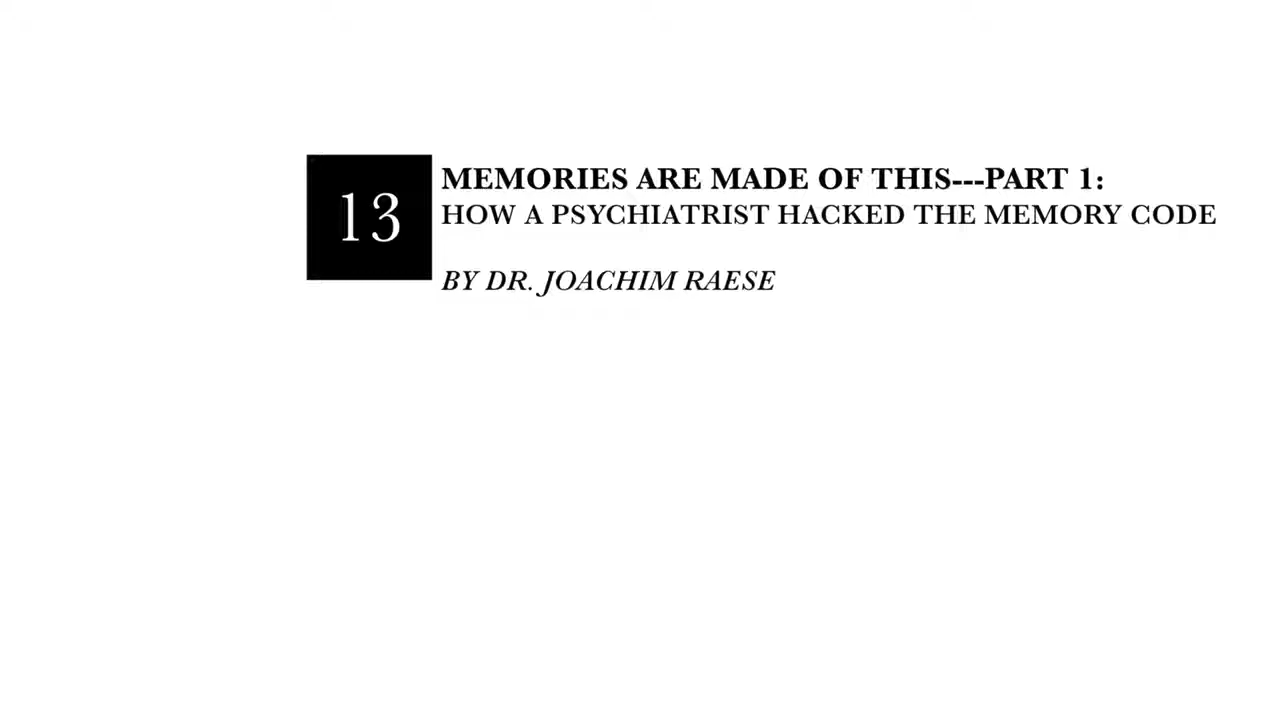 13
MEMORIES ARE MADE OF THIS---PART 1:
HOW A PSYCHIATRIST HACKED THE MEMORY CODE
BY DR. JOACHIM RAESE